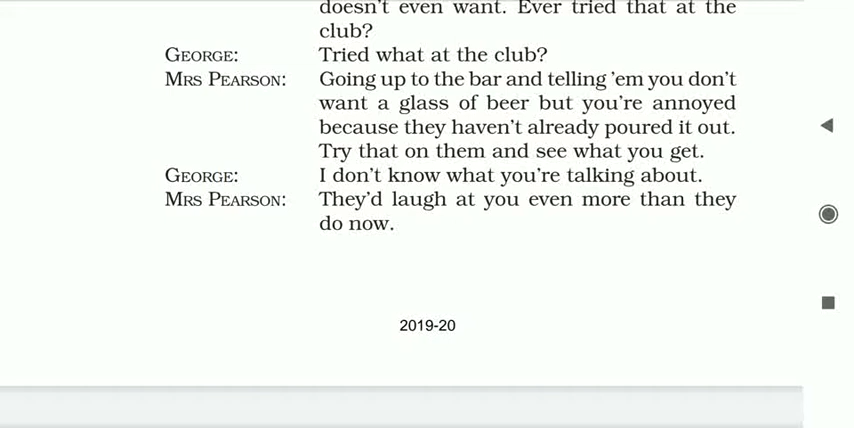 doesn't even want. Ever tried that at the
club?
GEORGE: Tried what at the club?
MRS PEARSON: Going up to the bar and telling 'em you don't
want a glass of beer but you're annoyed
because they haven't already poured it out.
Try that on them and see what you get.
GEORGE: I don't know what you're talking about.
MRS PEARSON: They'd laugh at you even more than they
do now.
2019-20